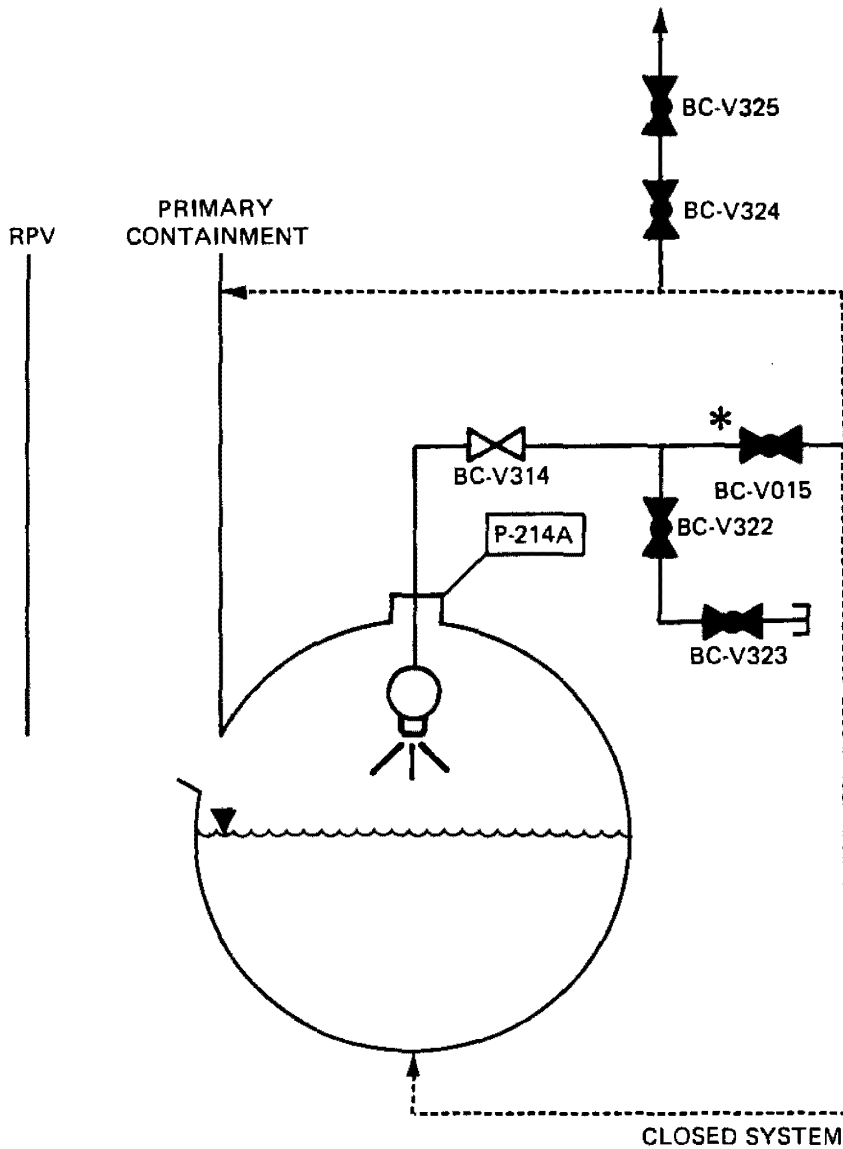 BC-V325
BC-V324
RPV
PRIMARY
CONTAINMENT
*
BC-V314
BC-V015
BC-V322
P-214A
BC-V323
CLOSED SYSTEM